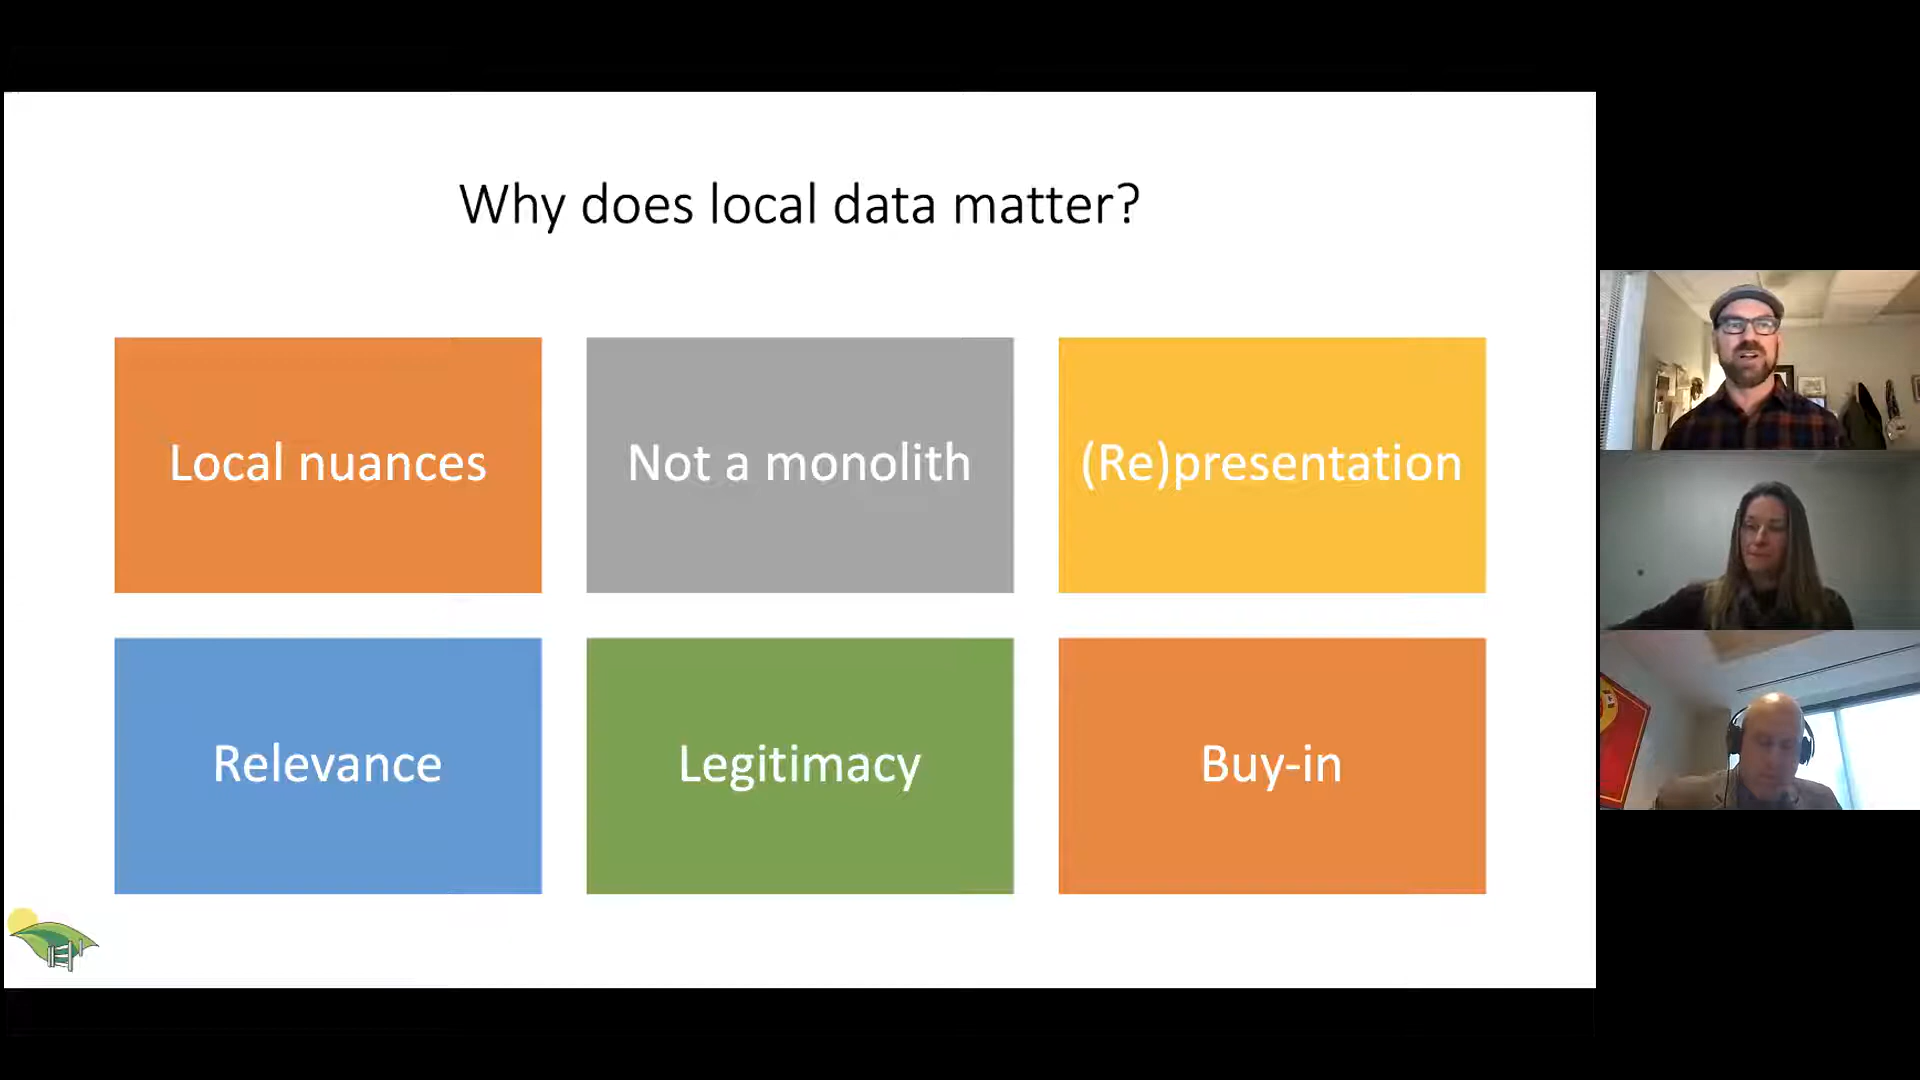 Why does local data matter?
Local nuances
Not a monolith
(Re)presentation
Relevance
Legitimacy
Buy-in